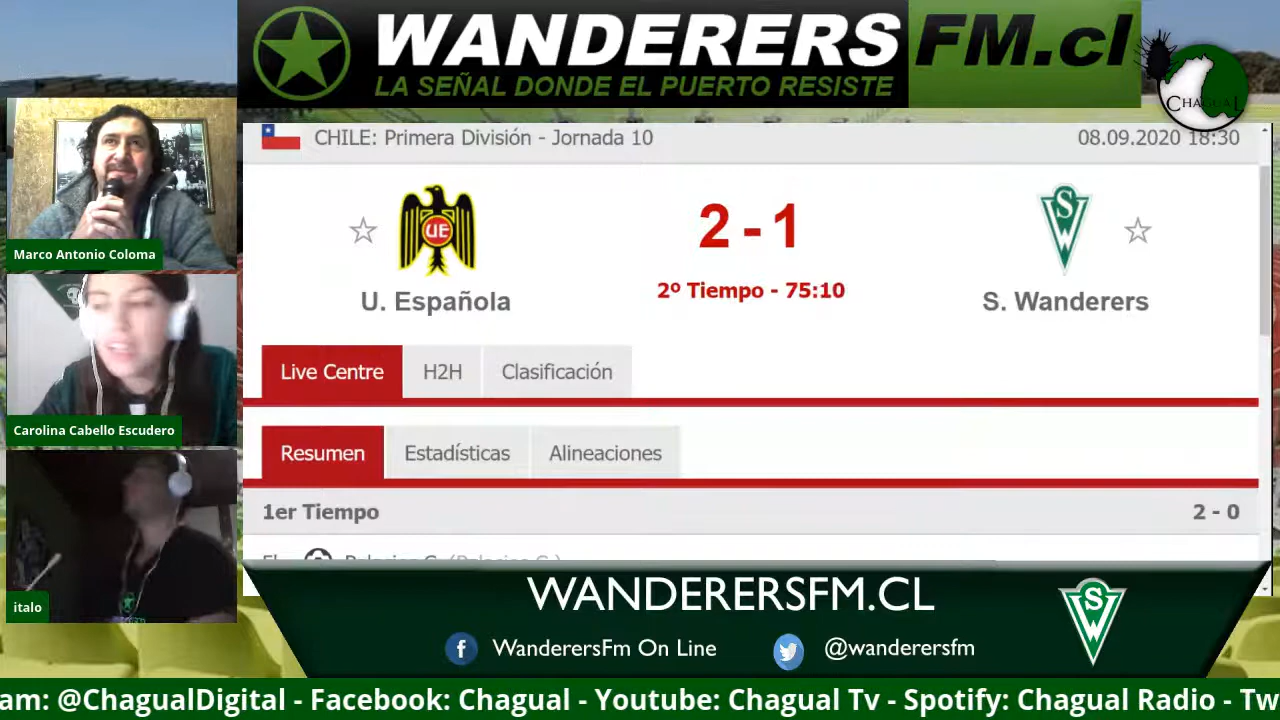 WANDERERS FM.cl
LA SEÑAL DONDE EL PUERTO RESISTE
CHAGUAL
CHILE: Primera División - Jornada 10
08.09.2020 18:30
UE
2 - 1
S
W
2º Tiempo - 75:10
U. Española
S. Wanderers
Live Centre
H2H
Clasificación
Resumen
Estadísticas
Alineaciones
1er Tiempo
2 - 0
Marco Antonio Coloma
Carolina Cabello Escudero
italo
WANDERERSFM.CL
WanderersFm On Line
@wanderersfm
S
W
am: @ChagualDigital - Facebook: Chagual - Youtube: Chagual Tv - Spotify: Chagual Radio - Tw